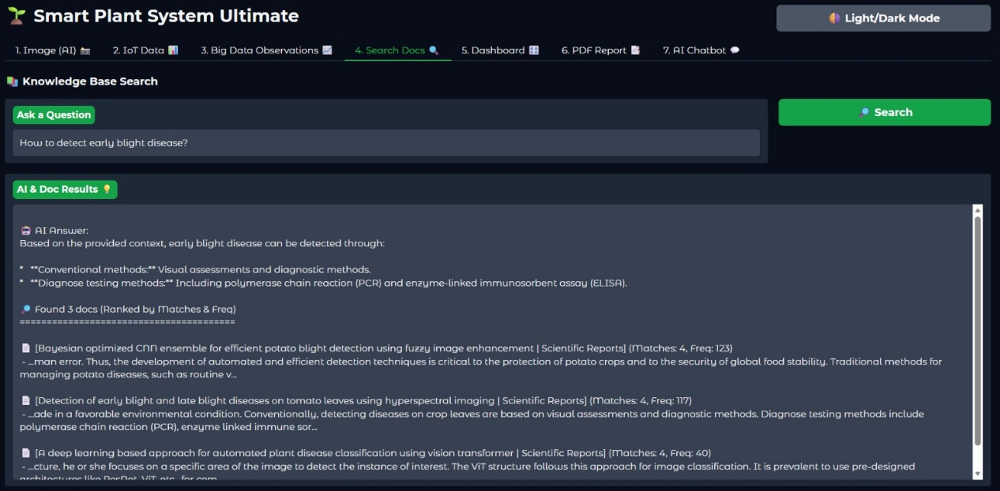 Smart Plant System Ultimate
Light/Dark Mode
1. Image (AI)
2. IoT Data
3. Big Data Observations
4. Search Docs
5. Dashboard
6. PDF Report
7. AI Chatbot
Knowledge Base Search
Ask a Question
How to detect early blight disease?
Search
AI & Doc Results
AI Answer:
Based on the provided context, early blight disease can be detected through:
* **Conventional methods:** Visual assessments and diagnostic methods.
* **Diagnose testing methods:** Including polymerase chain reaction (PCR) and enzyme-linked immunosorbent assay (ELISA).
Found 3 docs (Ranked by Matches & Freq)
========================================
[Bayesian optimized CNN ensemble for efficient potato blight detection using fuzzy image enhancement | Scientific Reports] (Matches: 4, Freq: 123)
- ...man error. Thus, the development of automated and efficient detection techniques is critical to the protection of potato crops and to the security of global food stability. Traditional methods for
managing potato diseases, such as routine v...
[Detection of early blight and late blight diseases on tomato leaves using hyperspectral imaging | Scientific Reports] (Matches: 4, Freq: 117)
- ...ade in a favorable environmental condition. Conventionally, detecting diseases on crop leaves are based on visual assessments and diagnostic methods. Diagnose testing methods include
polymerase chain reaction (PCR), enzyme linked immune sor...
[A deep learning based approach for automated plant disease classification using vision transformer | Scientific Reports] (Matches: 4, Freq: 40)
- ...cture, he or she focuses on a specific area of the image to detect the instance of interest. The ViT structure follows this approach for image classification. It is prevalent to use pre-designed
architectures like ResNet, ViT, etc., for com